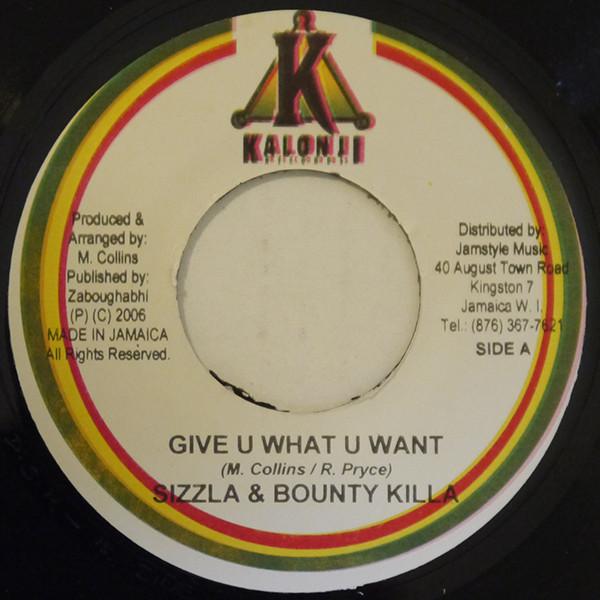 K
KALONJI
Produced &
Arranged by:
M. Collins
Published by:
Zaboughabhi
(P) (C) 2006
MADE IN JAMAICA
All Rights Reserved.
Distributed by:
Jamstyle Music
40 August Town Road
Kingston 7
Jamaica W. I.
Tel.: (876) 367-7621
SIDE A
GIVE U WHAT U WANT
(M. Collins / R. Pryce)
SIZZLA & BOUNTY KILLA